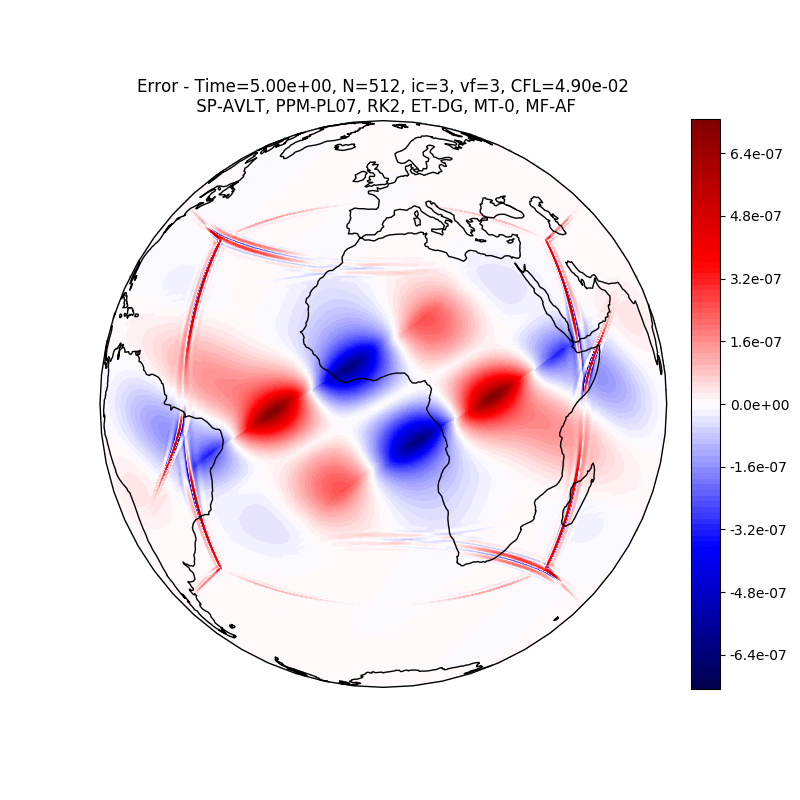 Error - Time=5.00e+00, N=512, ic=3, vf=3, CFL=4.90e-02
SP-AVLT, PPM-PL07, RK2, ET-DG, MT-0, MF-AF
6.4e-07
4.8e-07
3.2e-07
1.6e-07
0.0e+00
-1.6e-07
-3.2e-07
-4.8e-07
-6.4e-07